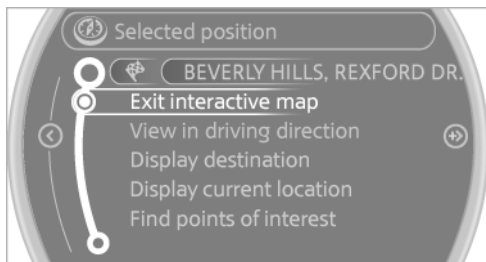 Selected position
BEVERLY HILLS, REXFORD DR.
Exit interactive map
View in driving direction
Display destination
Display current location
Find points of interest